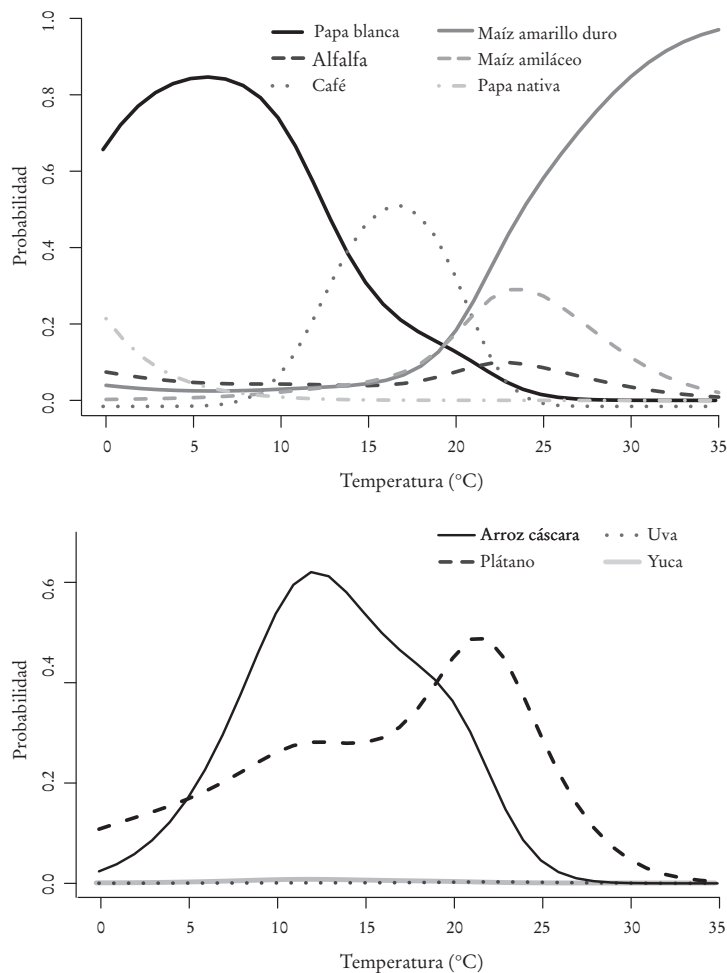 1.0
0.8
0.6
0.4
0.2
0.0
Probabilidad
Papa blanca
Alfalfa
Café
Maíz amarillo duro
Maíz amiláceo
Papa nativa
0 5 10 15 20 25 30 35
Temperatura (°C)
0.6
0.4
0.2
0.0
Probabilidad
Arroz cáscara
Plátano
Uva
Yuca
0 5 10 15 20 25 30 35
Temperatura (°C)